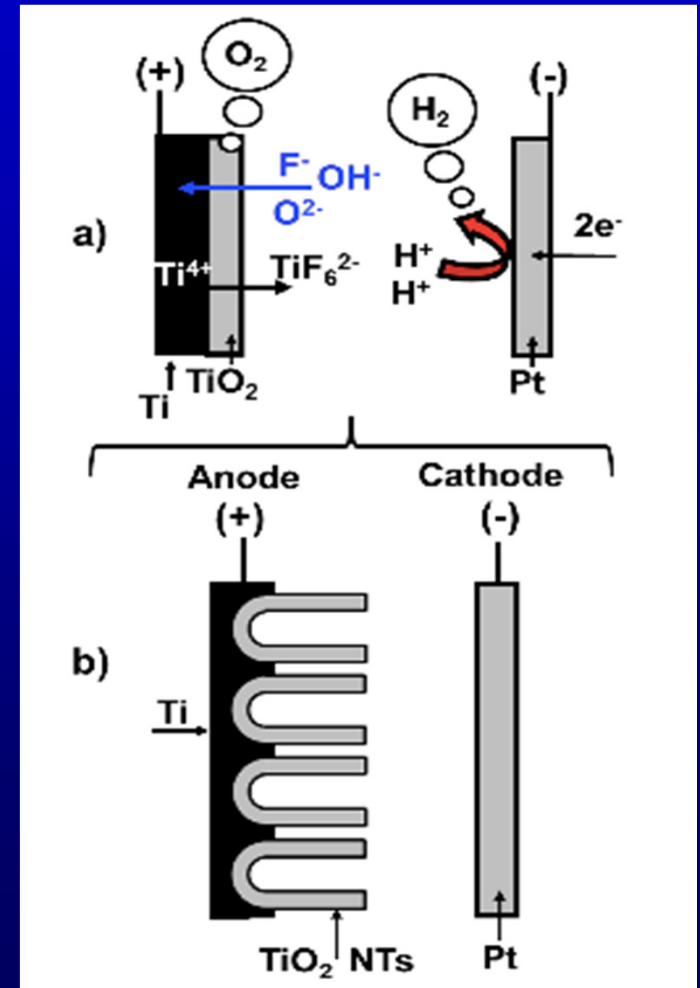 O₂
(+)
(-)
H₂
F⁻
OH⁻
O²⁻
2e⁻
a)
H⁺
H⁺
Ti⁴⁺
TiF₆²⁻
Ti
TiO₂
Pt
Anode
Cathode
(+)
(-)
b)
Ti
TiO₂ NTs
Pt